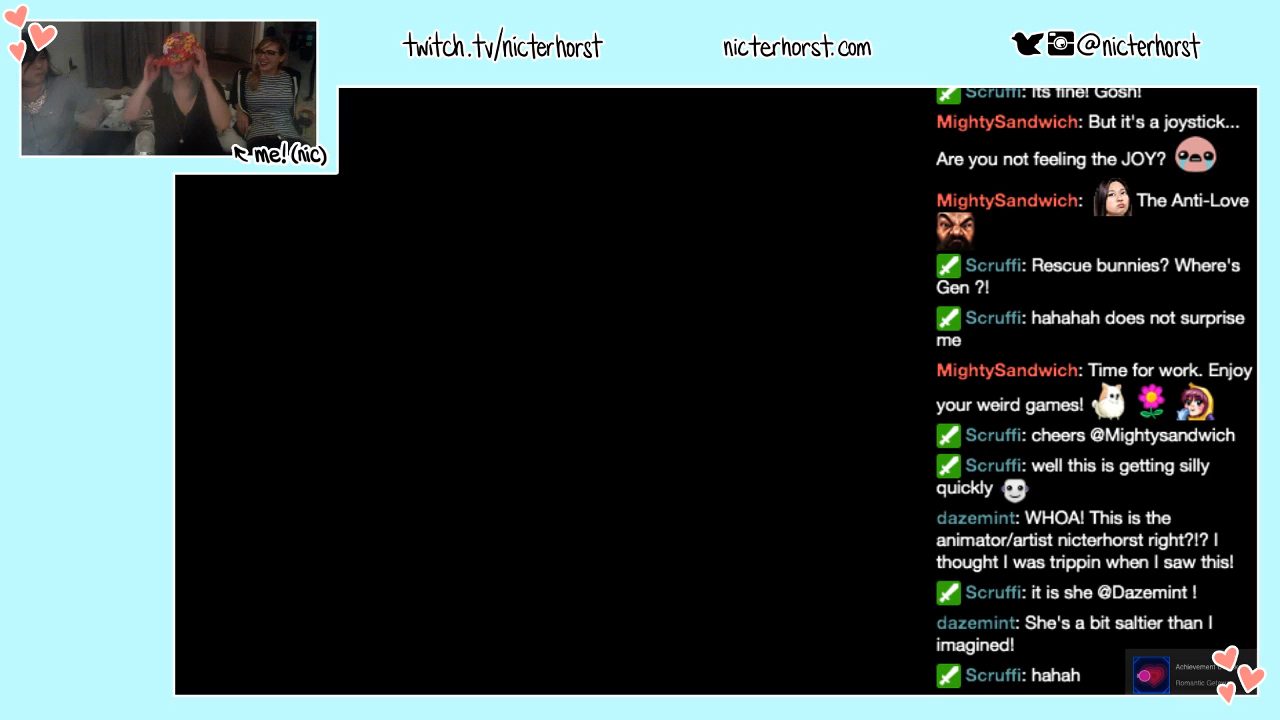 twitch.tv/nicterhorst
nicterhorst.com
@nicterhorst
me! (nic)
Scruffi: Its fine! Gosh!
MightySandwich: But it's a joystick...
Are you not feeling the JOY?
MightySandwich: The Anti-Love
Scruffi: Rescue bunnies? Where's
Gen ?!
Scruffi: hahahah does not surprise
me
MightySandwich: Time for work. Enjoy
your weird games!
Scruffi: cheers @Mightysandwich
Scruffi: well this is getting silly
quickly
dazemint: WHOA! This is the
animator/artist nicterhorst right?!? I
thought I was trippin when I saw this!
Scruffi: it is she @Dazemint !
dazemint: She's a bit saltier than I
imagined!
Scruffi: hahah
Achievement
Romantic